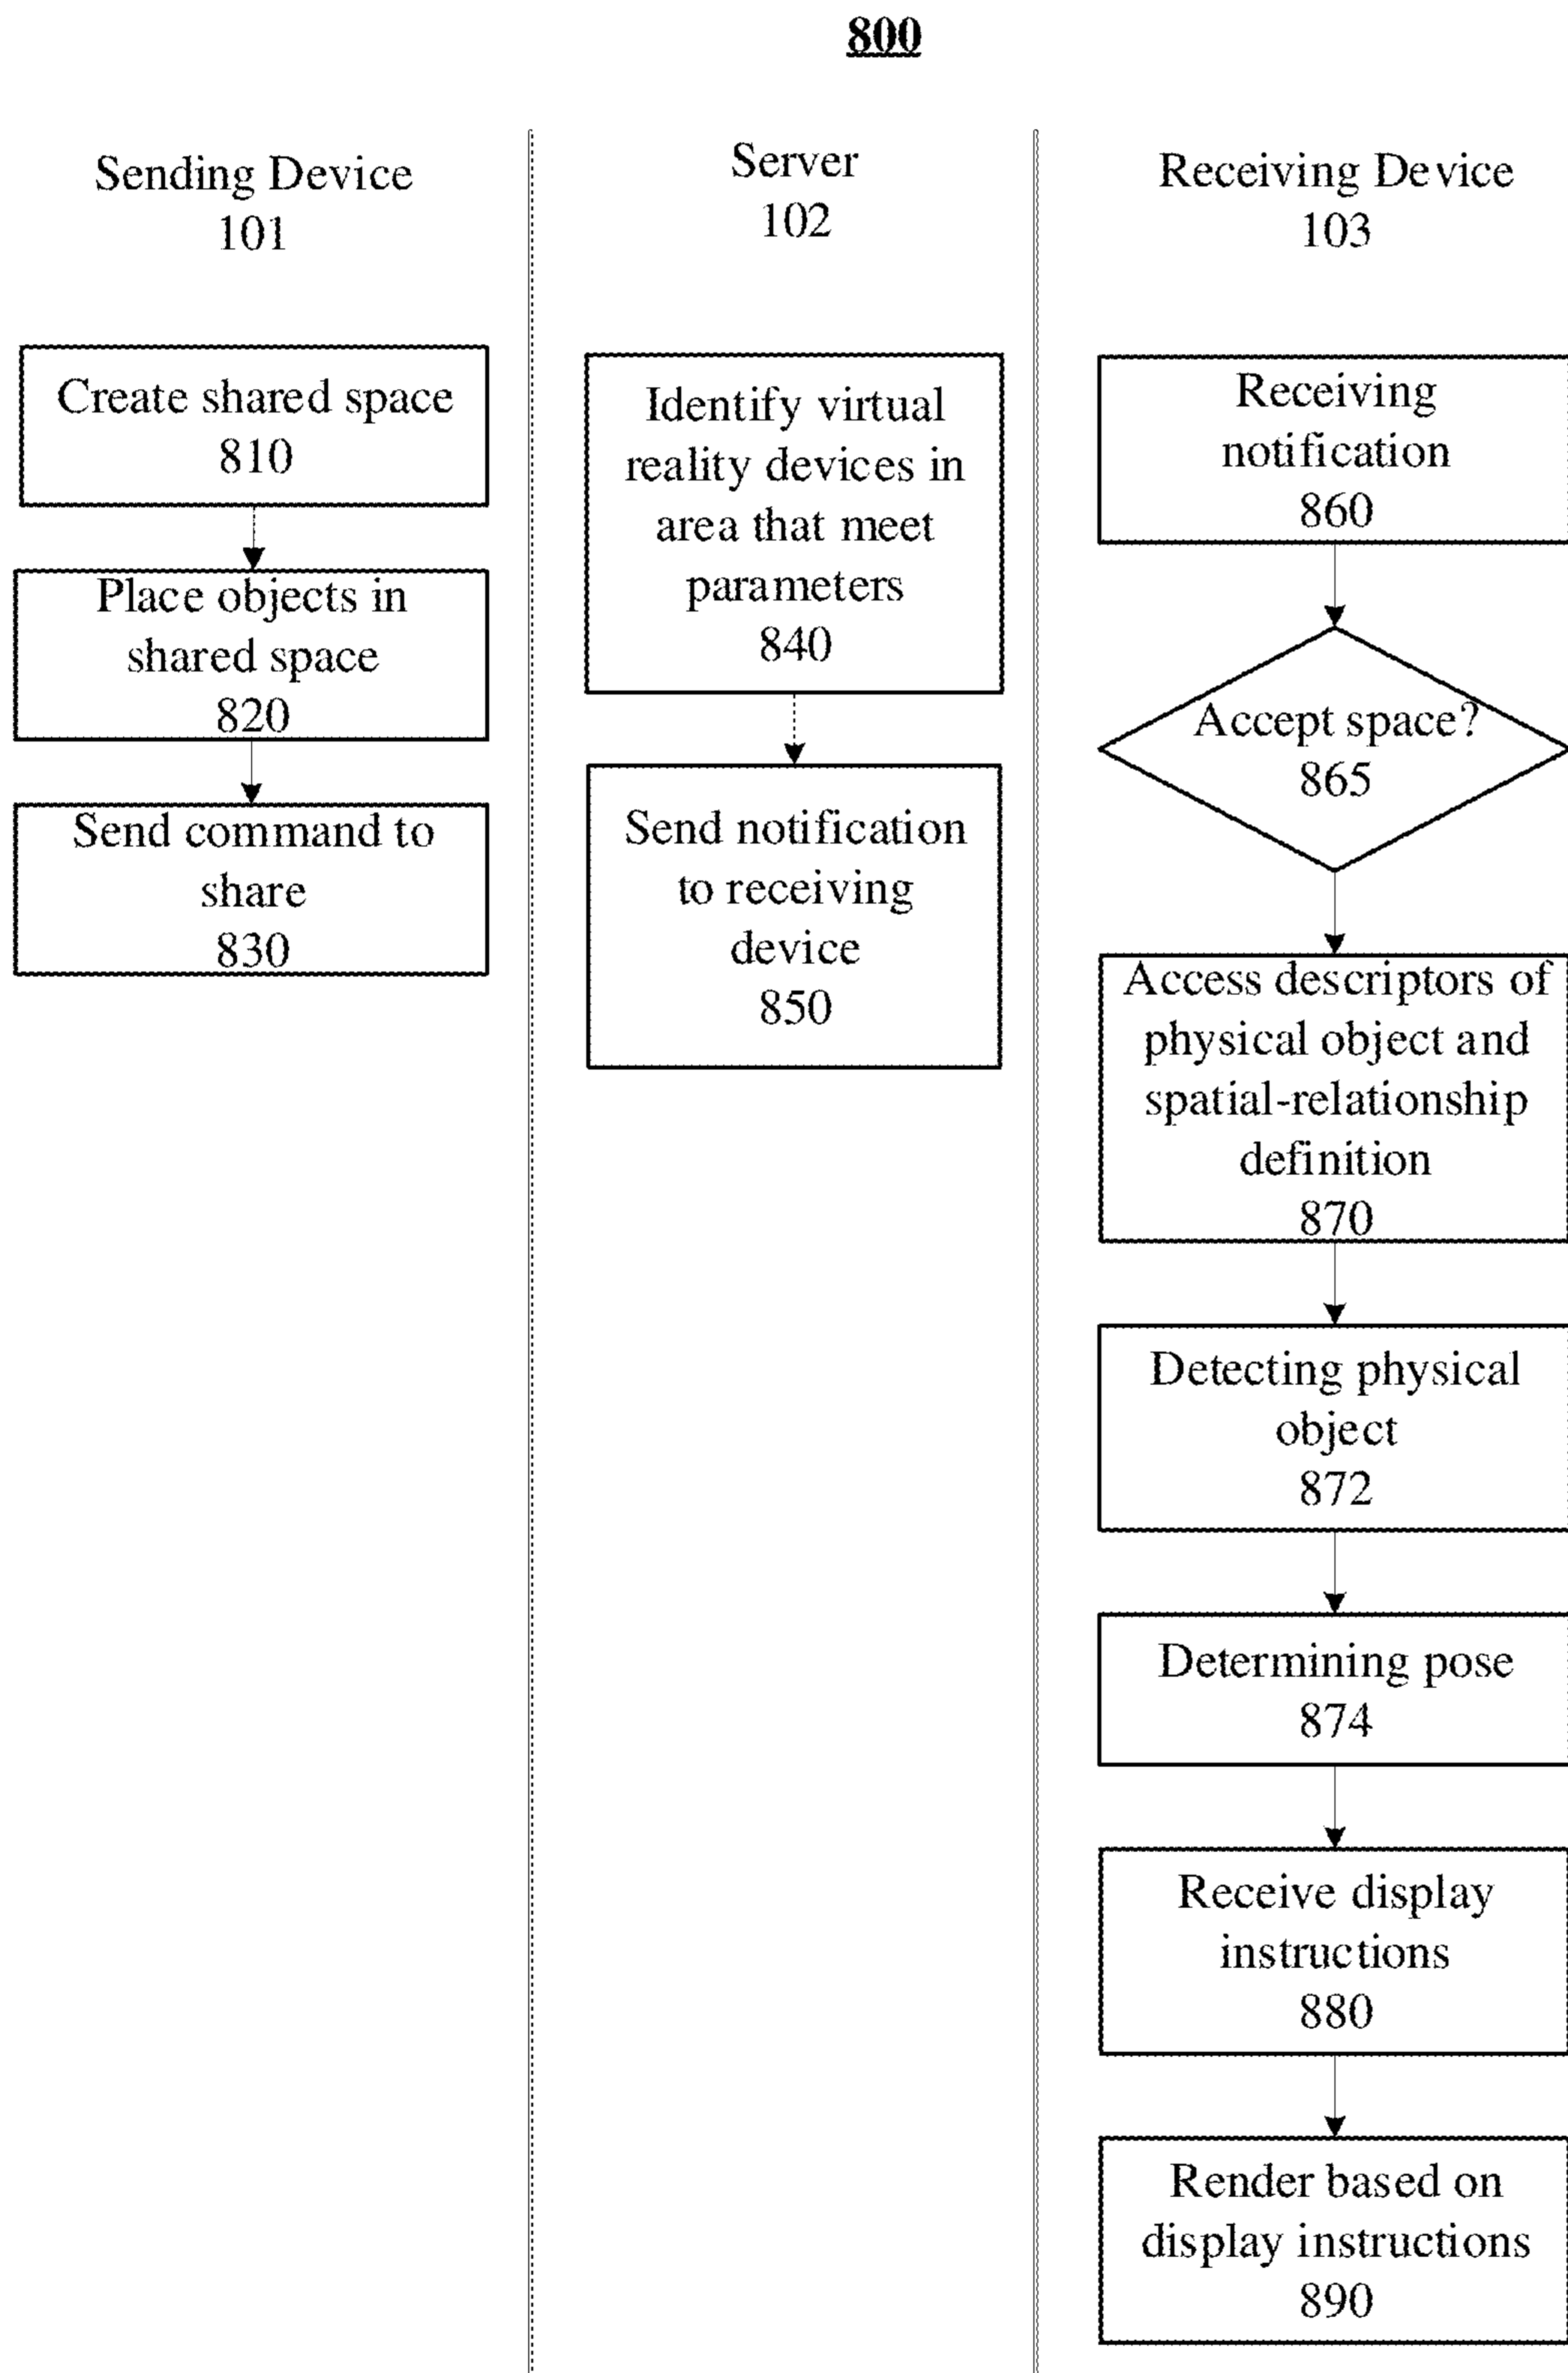 800
Sending Device
101
Create shared space
810
Place objects in
shared space
820
Send command to
share
830
Server
102
Identify virtual
reality devices in
area that meet
parameters
840
Send notification
to receiving
device
850
Receiving Device
103
Receiving
notification
860
Accept space?
865
Access descriptors of
physical object and
spatial-relationship
definition
870
Detecting physical
object
872
Determining pose
874
Receive display
instructions
880
Render based on
display instructions
890